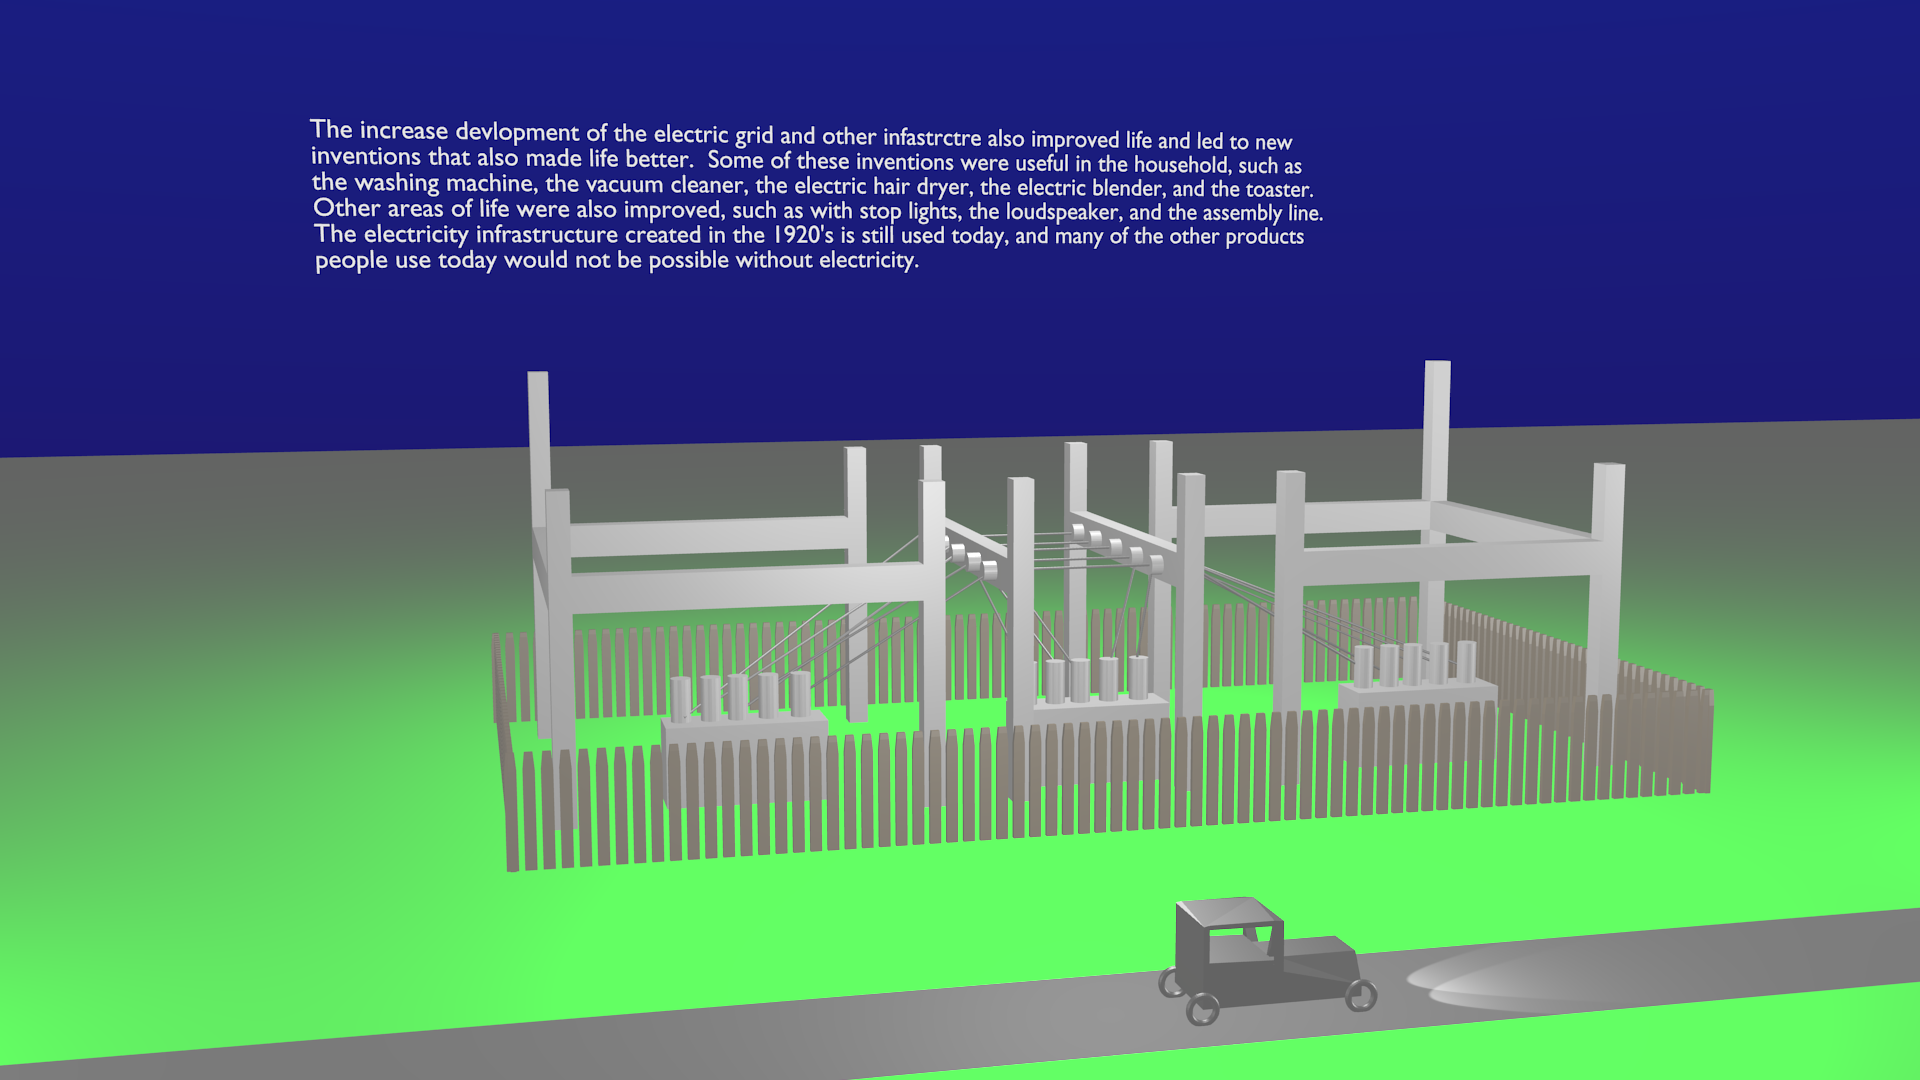 The increase devlopment of the electric grid and other infastrctre also improved life and led to new
inventions that also made life better.  Some of these inventions were useful in the household, such as
the washing machine, the vacuum cleaner, the electric hair dryer, the electric blender, and the toaster.
Other areas of life were also improved, such as with stop lights, the loudspeaker, and the assembly line.
The electricity infrastructure created in the 1920's is still used today, and many of the other products
people use today would not be possible without electricity.